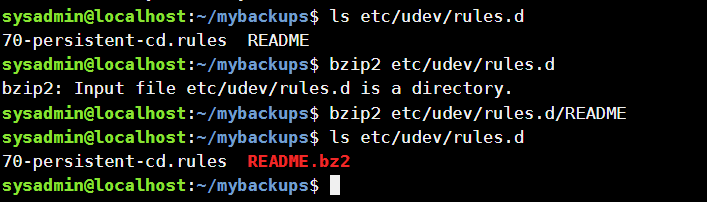 sysadmin@localhost:~/mybackups$ ls etc/udev/rules.d
70-persistent-cd.rules  README
sysadmin@localhost:~/mybackups$ bzip2 etc/udev/rules.d
bzip2: Input file etc/udev/rules.d is a directory.
sysadmin@localhost:~/mybackups$ bzip2 etc/udev/rules.d/README
sysadmin@localhost:~/mybackups$ ls etc/udev/rules.d
70-persistent-cd.rules  README.bz2
sysadmin@localhost:~/mybackups$